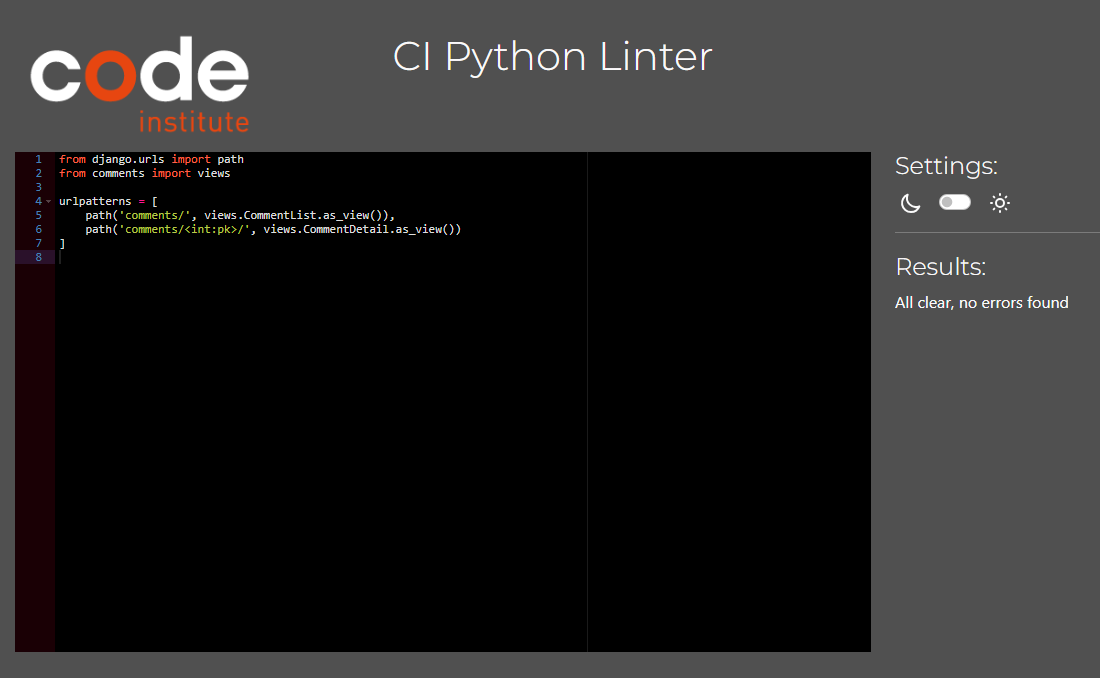 code
institute
CI Python Linter
1 from django.urls import path
2 from comments import views
3
4 urlpatterns = [
5     path('comments/', views.CommentList.as_view()),
6     path('comments/<int:pk>/', views.CommentDetail.as_view())
7 ]
8
Settings:
Results:
All clear, no errors found